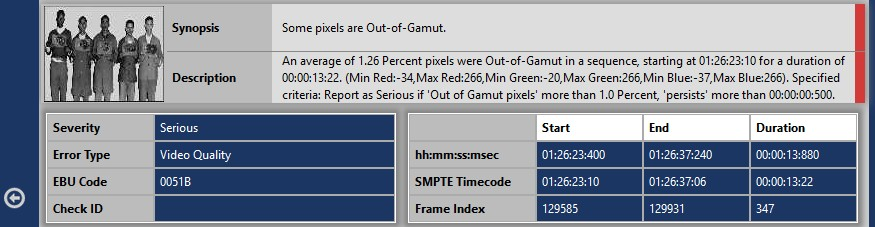 Synopsis
Some pixels are Out-of-Gamut.
Description
An average of 1.26 Percent pixels were Out-of-Gamut in a sequence, starting at 01:26:23:10 for a duration of
00:00:13:22. (Min Red:-34,Max Red:266,Min Green:-20,Max Green:266,Min Blue:-37,Max Blue:266). Specified
criteria: Report as Serious if 'Out of Gamut pixels' more than 1.0 Percent, 'persists' more than 00:00:00:500.
Severity Serious
Error Type Video Quality
EBU Code 0051B
Check ID
Start End Duration
hh:mm:ss:msec 01:26:23:400 01:26:37:240 00:00:13:880
SMPTE Timecode 01:26:23:10 01:26:37:06 00:00:13:22
Frame Index 129585 129931 347